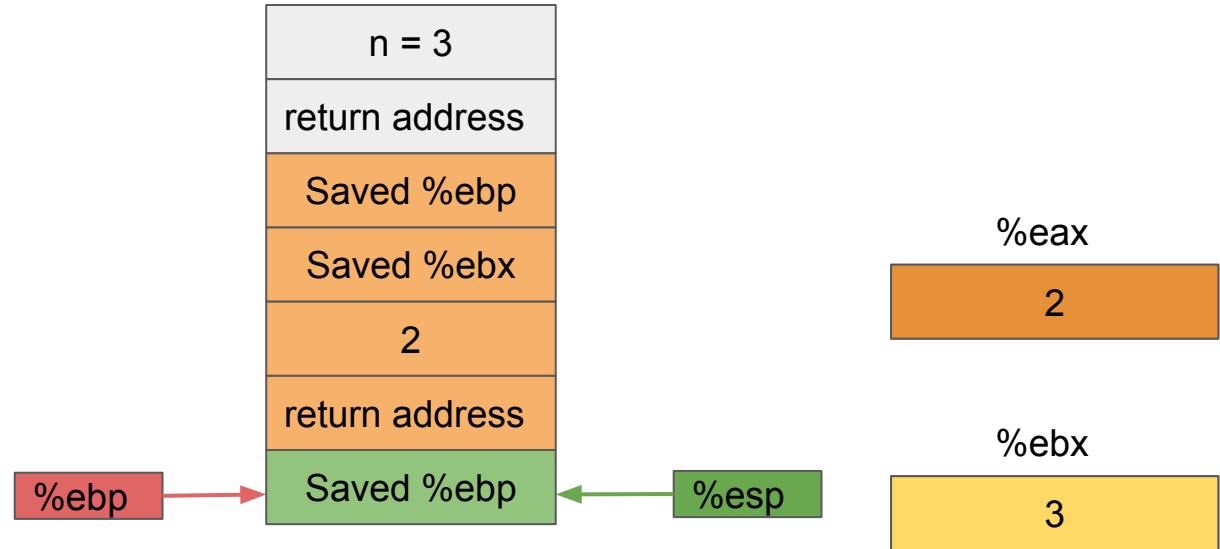 n = 3
return address
Saved %ebp
Saved %ebx
2
return address
Saved %ebp
%ebp
%esp
%eax
2
%ebx
3